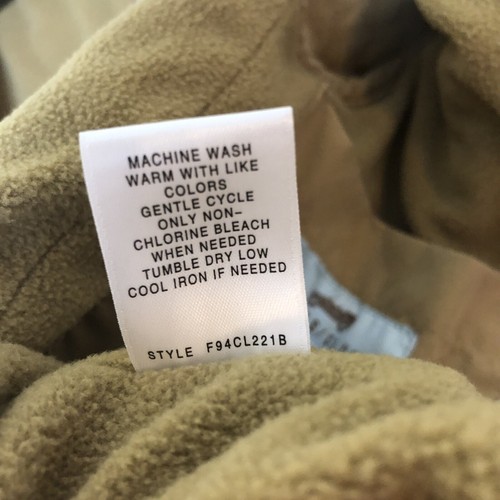 MACHINE WASH
WARM WITH LIKE
COLORS
GENTLE CYCLE
ONLY NON-
CHLORINE BLEACH
WHEN NEEDED
TUMBLE DRY LOW
COOL IRON IF NEEDED
STYLE F94CL221B